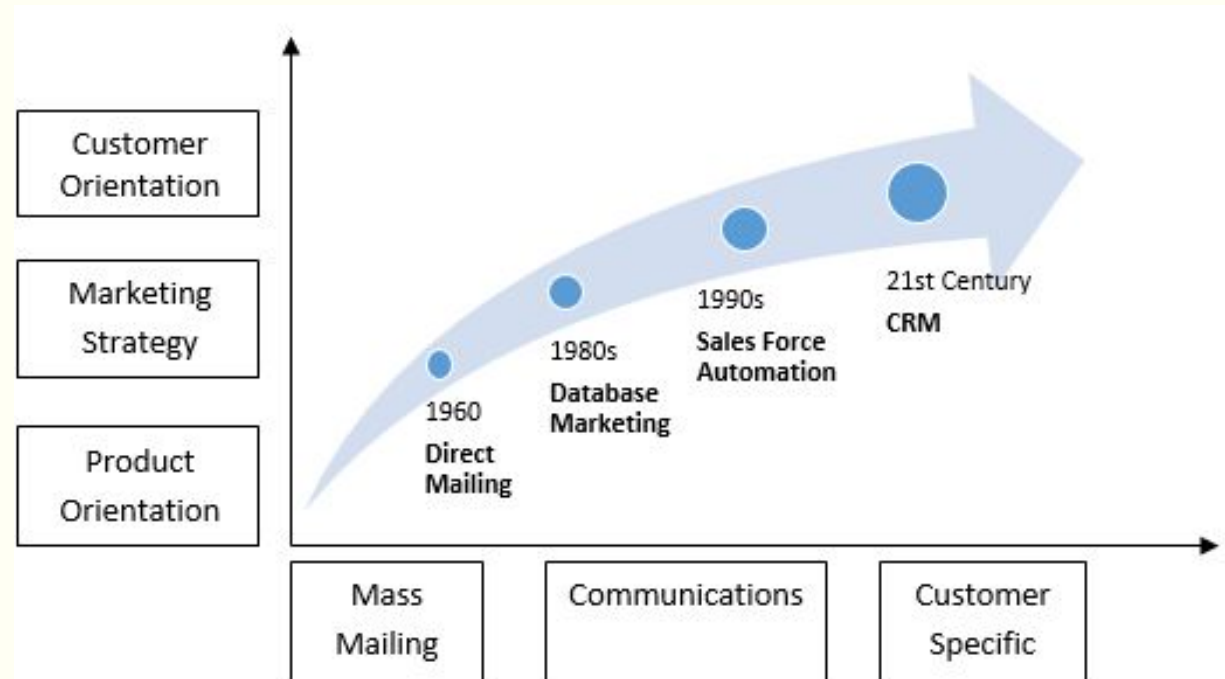 Customer
Orientation
Marketing
Strategy
Product
Orientation
1960
Direct
Mailing
1980s
Database
Marketing
1990s
Sales Force
Automation
21st Century
CRM
Mass
Mailing
Communications
Customer
Specific